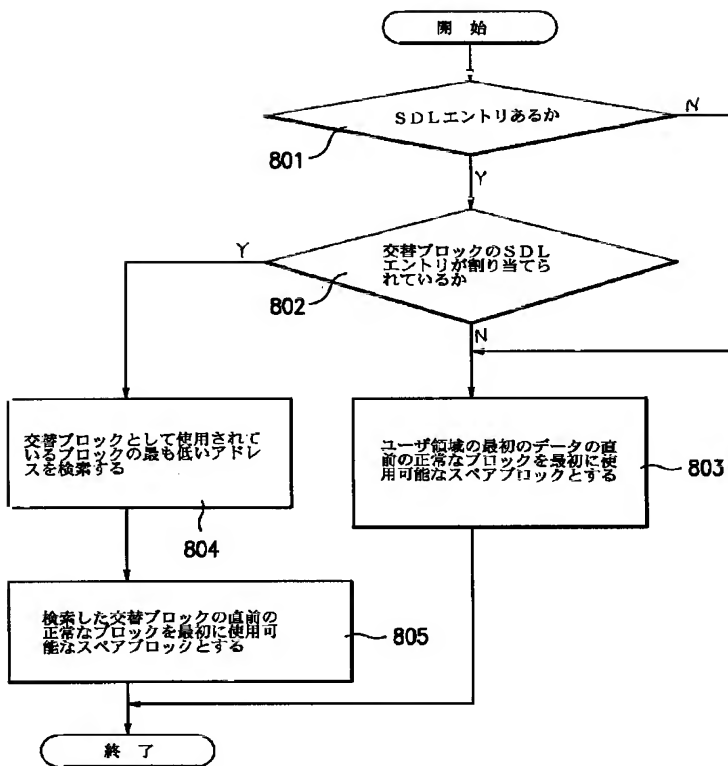 開 始
SDLエントリあるか
N
801
Y
交替ブロックのSDL
エントリが割り当てら
れているか
Y
802
N
交替ブロックとして使用されて
いるブロックの最も低いアドレ
スを検索する
804
ユーザ領域の最初のデータの直
前の正常なブロックを最初に使
用可能なスペアブロックとする
803
検索した交替ブロックの直前の
正常なブロックを最初に使用可
能なスペアブロックとする
805
終 了